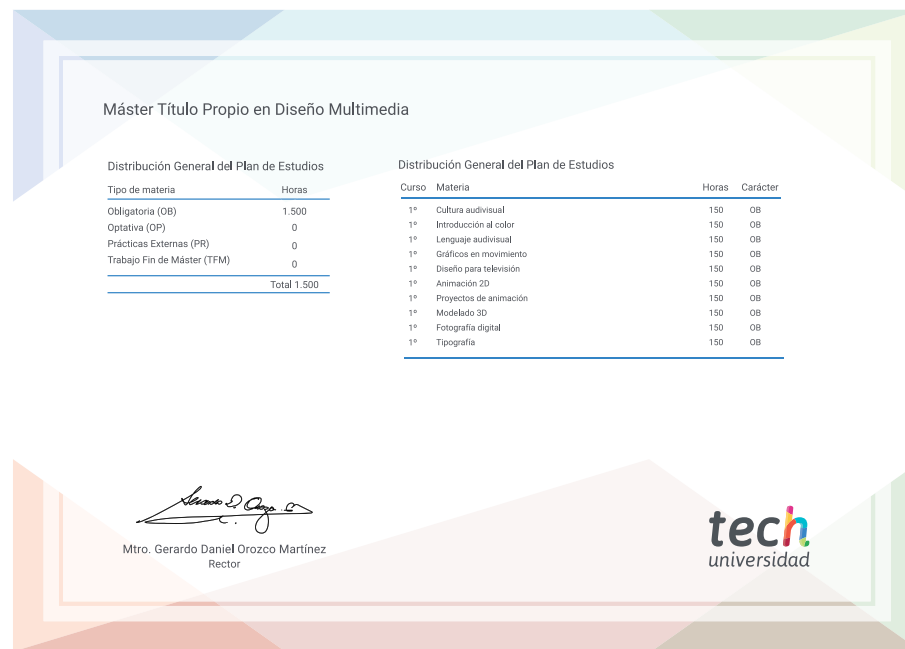 Máster Título Propio en Diseño Multimedia
Distribución General del Plan de Estudios
Tipo de materia Horas
Obligatoria (OB) 1.500
Optativa (OP) 0
Prácticas Externas (PR) 0
Trabajo Fin de Máster (TFM) 0
Total 1.500
Distribución General del Plan de Estudios
Curso Materia Horas Carácter
1º Cultura audivisual 150 OB
1º Introducción al color 150 OB
1º Lenguaje audivisual 150 OB
1º Gráficos en movimiento 150 OB
1º Diseño para televisión 150 OB
1º Animación 2D 150 OB
1º Proyectos de animación 150 OB
1º Modelado 3D 150 OB
1º Fotografía digital 150 OB
1º Tipografía 150 OB
Mtro. Gerardo Daniel Orozco Martínez
Rector
tech
universidad